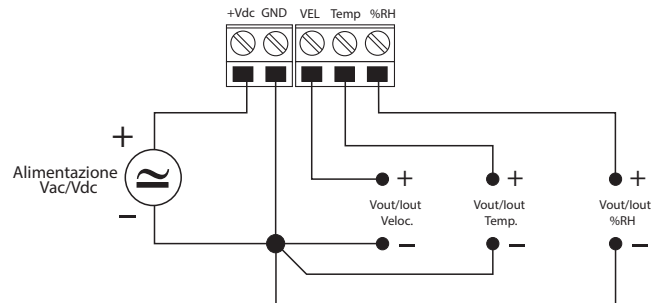 +Vdc GND VEL Temp %RH
+
Alimentazione
Vac/Vdc
−
+
Vout/Iout
Veloc.
−
+
Vout/Iout
Temp.
−
+
Vout/Iout
%RH
−